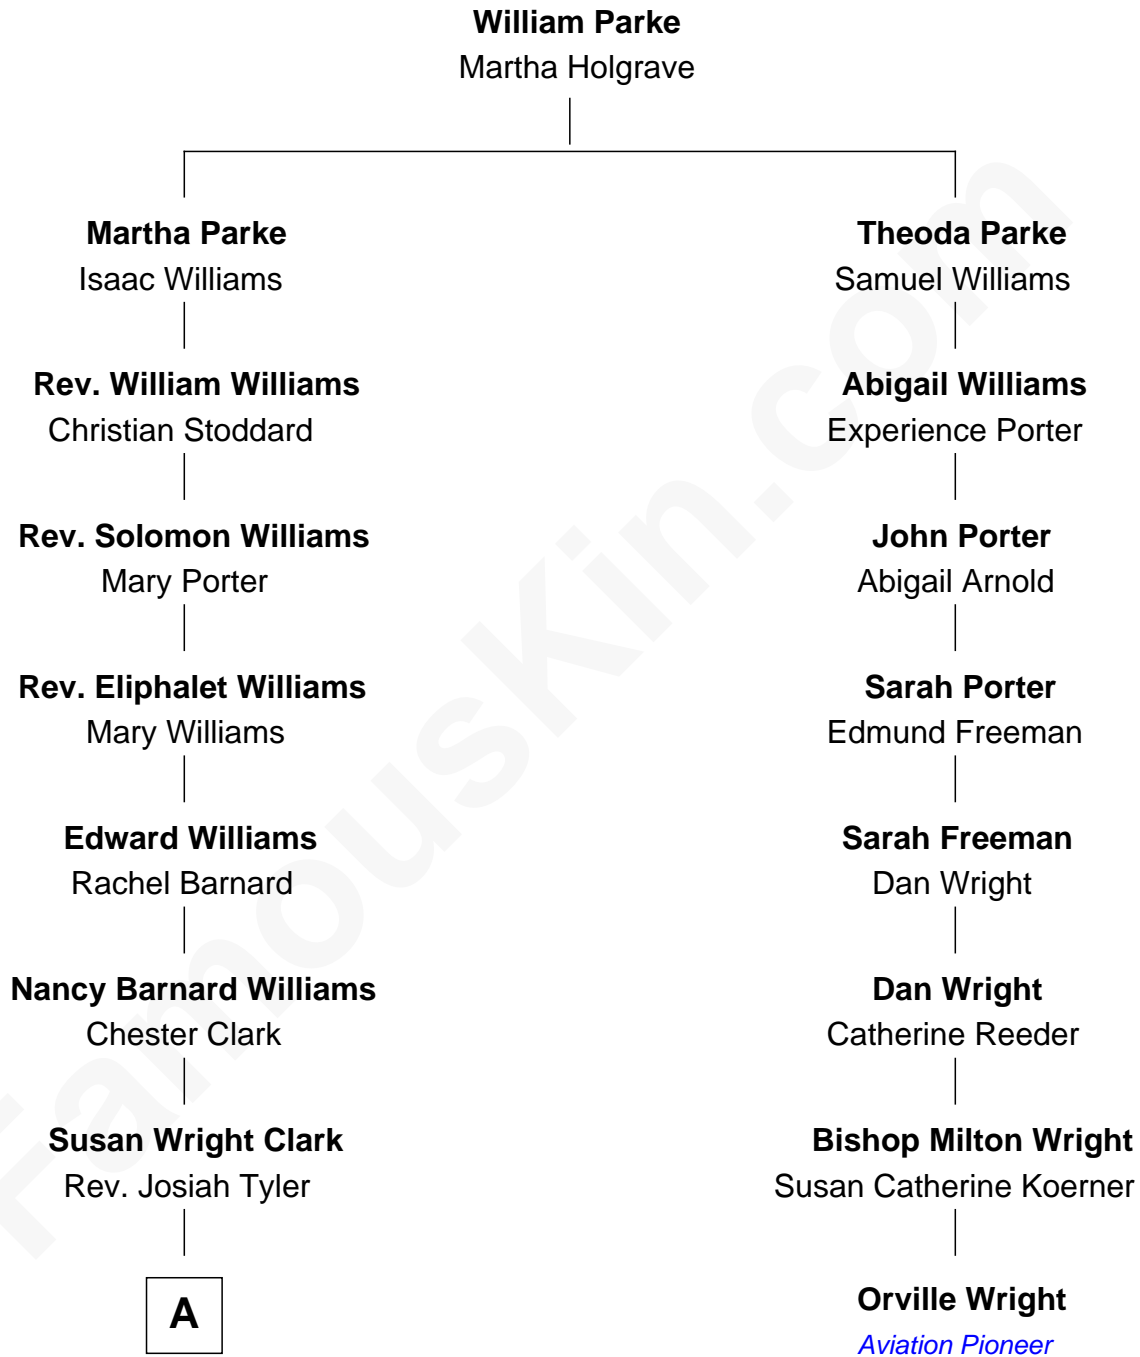 William Parke
Martha Holgrave
Martha Parke
Isaac Williams
Theoda Parke
Samuel Williams
Rev. William Williams
Christian Stoddard
Abigail Williams
Experience Porter
Rev. Solomon Williams
Mary Porter
John Porter
Abigail Arnold
Rev. Eliphalet Williams
Mary Williams
Sarah Porter
Edmund Freeman
Edward Williams
Rachel Barnard
Sarah Freeman
Dan Wright
Nancy Barnard Williams
Chester Clark
Dan Wright
Catherine Reeder
Susan Wright Clark
Rev. Josiah Tyler
Bishop Milton Wright
Susan Catherine Koerner
A
Orville Wright
Aviation Pioneer
FamousKin.com